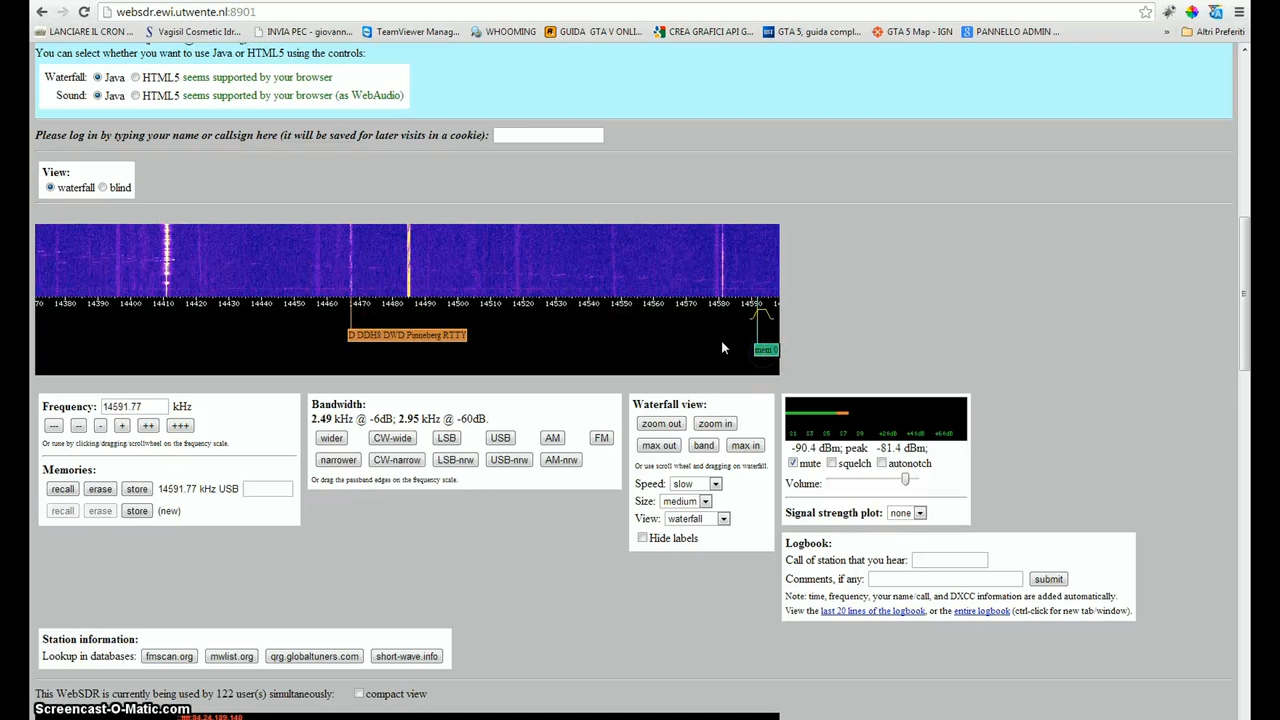 websdr.ewi.utwente.nl:8901
LANCIARE IL CRON ... Vagisil Cosmetic Idr... INVIA PEC - giovann... TeamViewer Manag... WHOOMING GUIDA GTA V ONLI... CREA GRAFICI API G... GTA 5, guida compl... GTA 5 Map - IGN PANNELLO ADMIN ... » Altri Preferiti
You can select whether you want to use Java or HTML5 using the controls:
Waterfall: Java HTML5 seems supported by your browser
Sound: Java HTML5 seems supported by your browser (as WebAudio)
Please log in by typing your name or callsign here (it will be saved for later visits in a cookie):
View:
waterfall blind
70 14380 14390 14400 14410 14420 14430 14440 14450 14460 14470 14480 14490 14500 14510 14520 14530 14540 14550 14560 14570 14580 14590 14
D DDH8 DWD Pinneberg RTTY
mem 0
Frequency: 14591.77 kHz
--- -- - + ++ +++
Or tune by clicking/dragging/scrollwheel on the frequency scale.
Memories:
recall erase store 14591.77 kHz USB
recall erase store (new)
Bandwidth:
2.49 kHz @ -6dB; 2.95 kHz @ -60dB.
wider CW-wide LSB USB AM FM
narrower CW-narrow LSB-nrw USB-nrw AM-nrw
Or drag the passband edges on the frequency scale.
Waterfall view:
zoom out zoom in
max out band max in
Or use scroll wheel and dragging on waterfall.
Speed: slow
Size: medium
View: waterfall
Hide labels
S1 S3 S5 S7 S9 +20dB +40dB +60dB
-90.4 dBm; peak -81.4 dBm;
mute squelch autonotch
Volume:
Signal strength plot: none
Logbook:
Call of station that you hear:
Comments, if any: submit
Note: time, frequency, your name/call, and DXCC information are added automatically.
View the last 20 lines of the logbook, or the entire logbook (ctrl-click for new tab/window).
Station information:
Lookup in databases: fmscan.org mwlist.org qrg.globaltuners.com short-wave.info
This WebSDR is currently being used by 122 user(s) simultaneously: compact view
Screencast-O-Matic.com